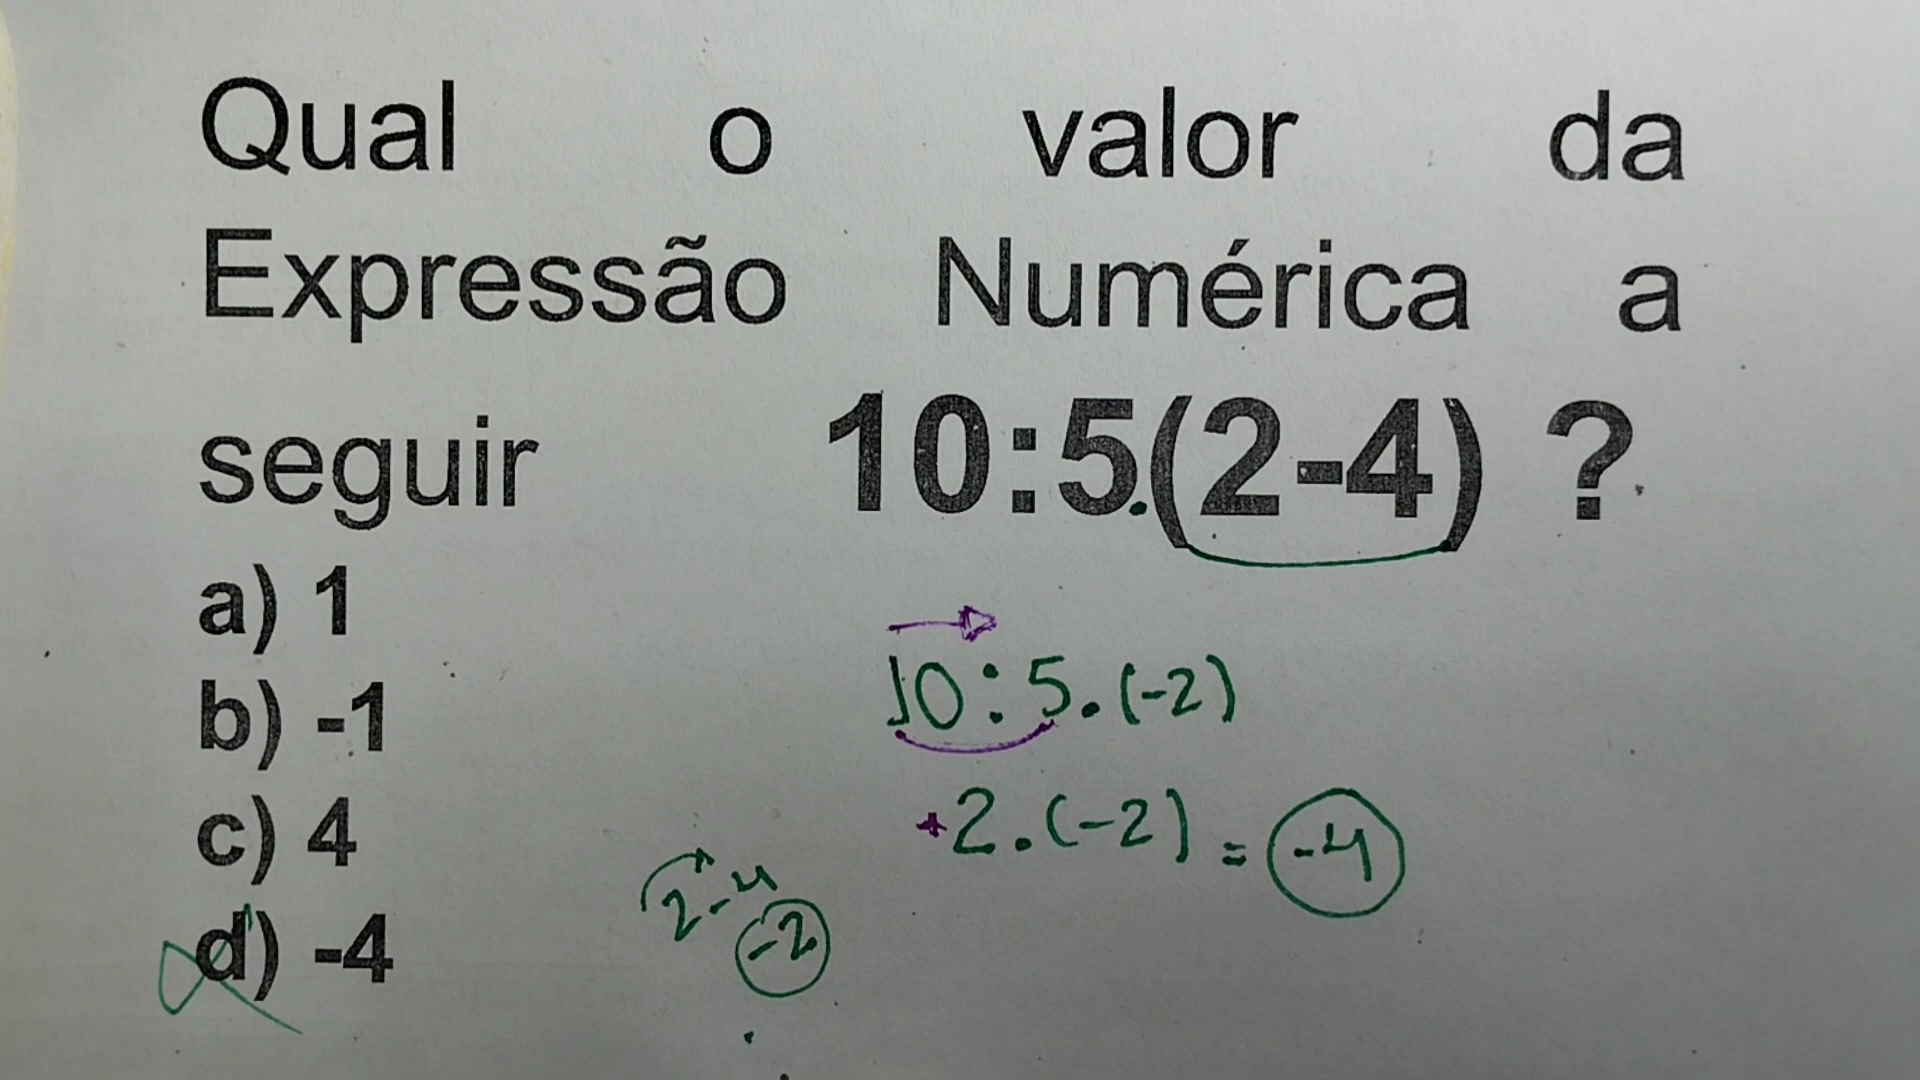 Qual o valor da
Expressão Numérica a
seguir 10:5.(2-4) ?
a) 1
b) -1
c) 4
d) -4
10:5.(-2)
+2.(-2) = -4
2-4
-2